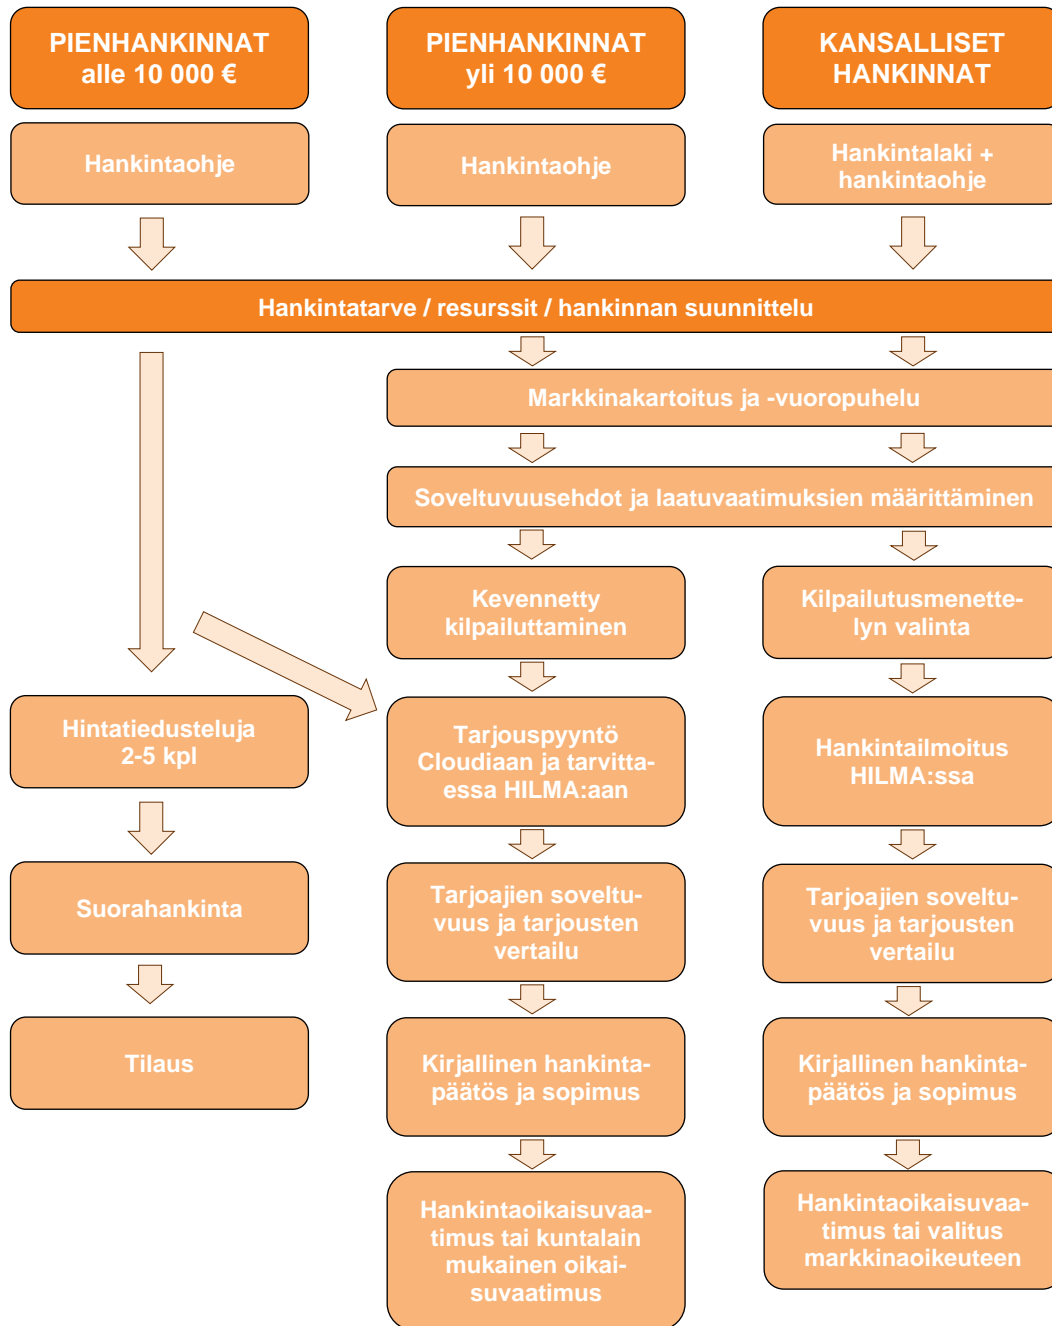 PIENHANKINNAT
alle 10 000 €
PIENHANKINNAT
yli 10 000 €
KANSALLISET
HANKINNAT
Hankintaohje
Hankintaohje
Hankintalaki +
hankintaohje
Hankintatarve / resurssit / hankinnan suunnittelu
Markkinakartoitus ja -vuoropuhelu
Soveltuvuusehdot ja laatuvaatimuksien määrittäminen
Kevennetty
kilpailuttaminen
Kilpailutusmenette-
lyn valinta
Hintatiedusteluja
2-5 kpl
Tarjouspyyntö
Cloudiaan ja tarvitta-
essa HILMA:aan
Hankintailmoitus
HILMA:ssa
Suorahankinta
Tarjoajien soveltu-
vuus ja tarjousten
vertailu
Tarjoajien soveltu-
vuus ja tarjousten
vertailu
Tilaus
Kirjallinen hankinta-
päätös ja sopimus
Kirjallinen hankinta-
päätös ja sopimus
Hankintaoikaisuvaa-
timus tai kuntalain
mukainen oikai-
suvaatimus
Hankintaoikaisuvaa-
timus tai valitus
markkinaoikeuteen